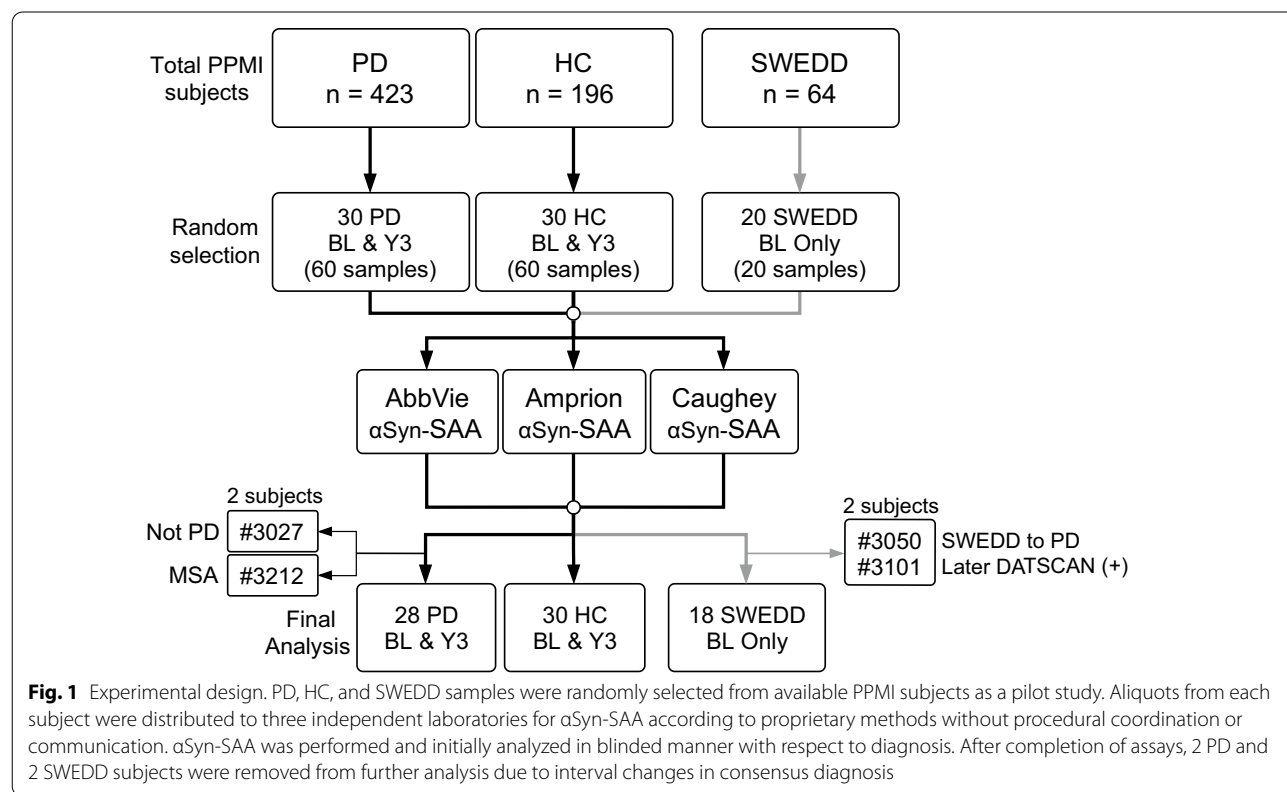 Total PPMI
subjects
PD
n = 423
HC
n = 196
SWEDD
n = 64
Random
selection
30 PD
BL & Y3
(60 samples)
30 HC
BL & Y3
(60 samples)
20 SWEDD
BL Only
(20 samples)
AbbVie
αSyn-SAA
Amprion
αSyn-SAA
Caughey
αSyn-SAA
2 subjects
Not PD
#3027
MSA
#3212
2 subjects
#3050 SWEDD to PD
#3101 Later DATSCAN (+)
Final
Analysis
28 PD
BL & Y3
30 HC
BL & Y3
18 SWEDD
BL Only
Fig. 1 Experimental design. PD, HC, and SWEDD samples were randomly selected from available PPMI subjects as a pilot study. Aliquots from each
subject were distributed to three independent laboratories for αSyn-SAA according to proprietary methods without procedural coordination or
communication. αSyn-SAA was performed and initially analyzed in blinded manner with respect to diagnosis. After completion of assays, 2 PD and
2 SWEDD subjects were removed from further analysis due to interval changes in consensus diagnosis